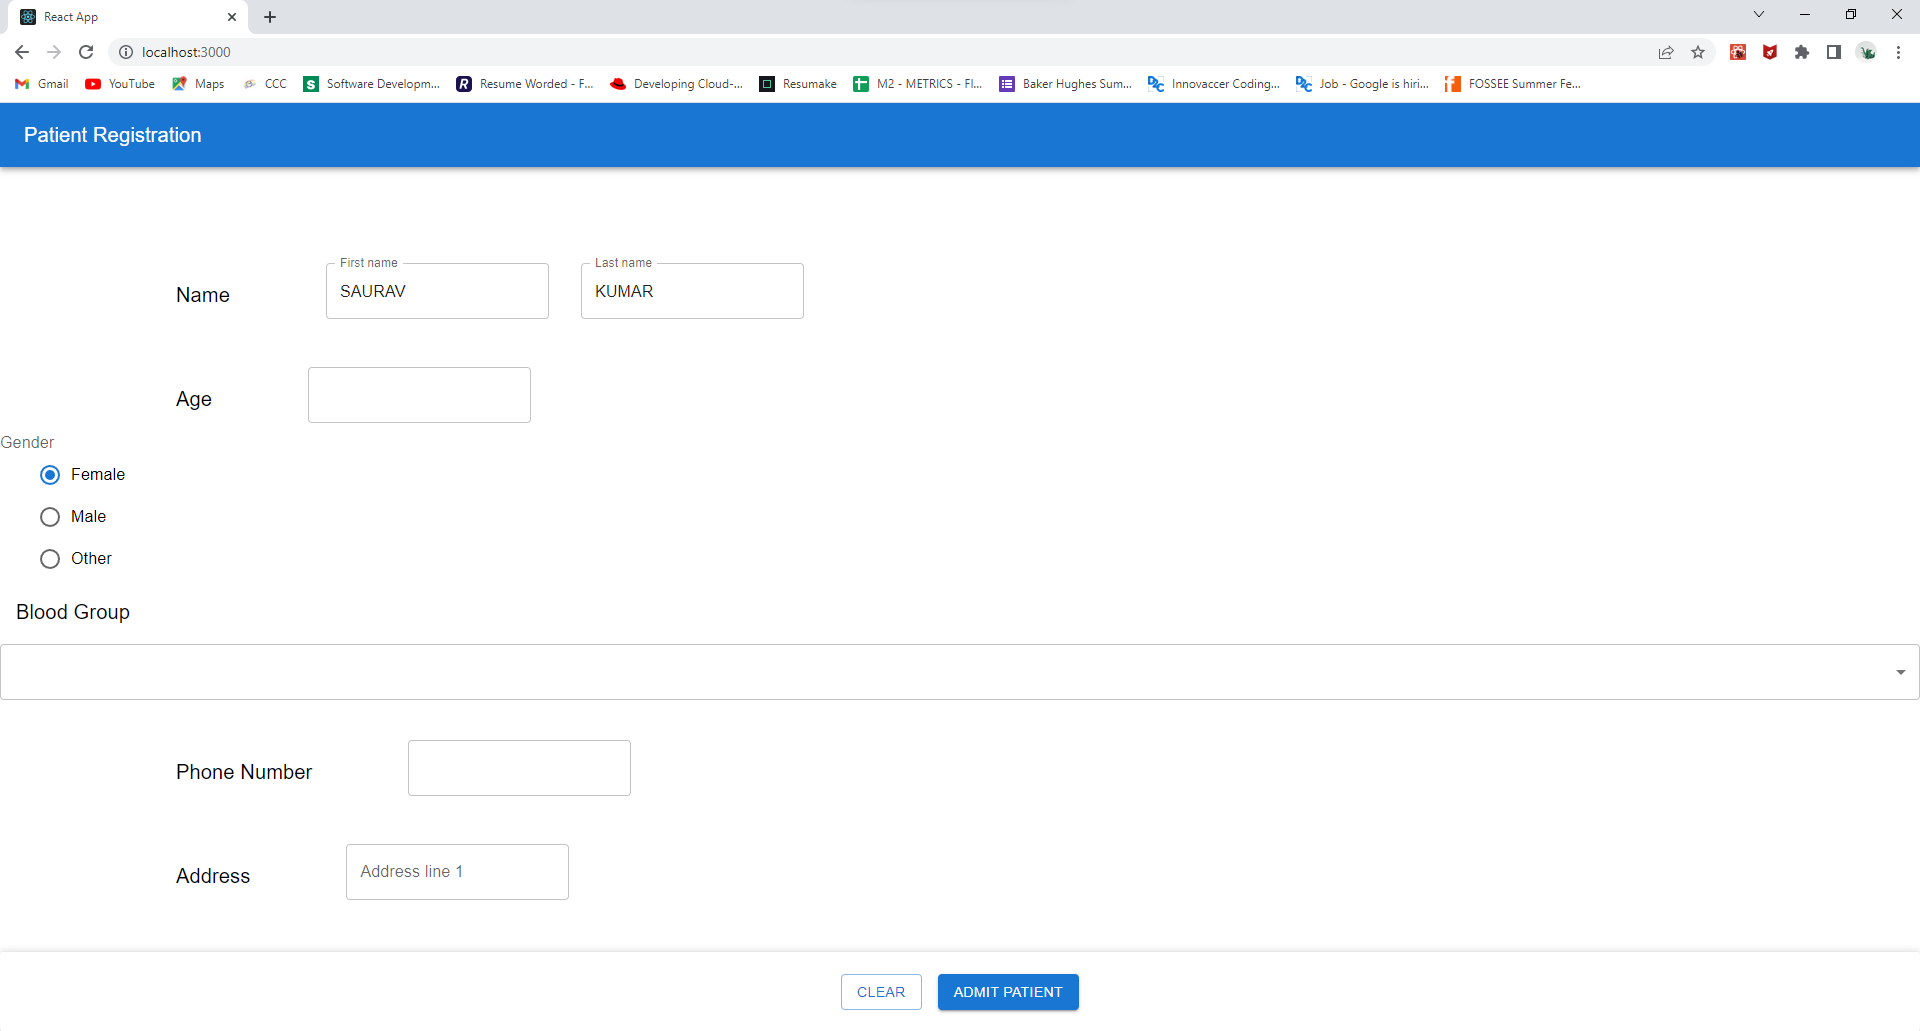 React App
localhost:3000
Gmail YouTube Maps CCC Software Developm... Resume Worded - F... Developing Cloud-... Resumake M2 - METRICS - Fl... Baker Hughes Sum... Innovaccer Coding... Job - Google is hiri... FOSSEE Summer Fe...
Patient Registration
First name Last name
Name SAURAV KUMAR
Age
Gender
Female
Male
Other
Blood Group
Phone Number
Address Address line 1
CLEAR ADMIT PATIENT